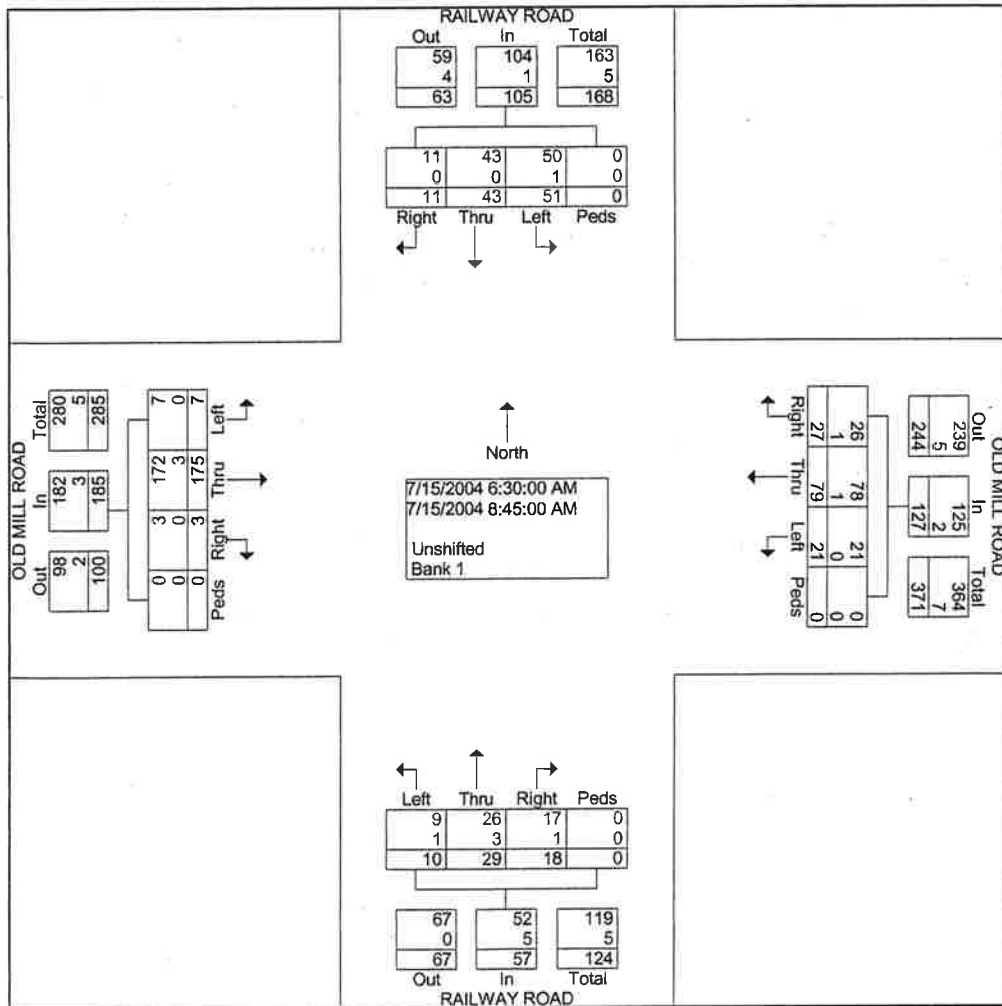 RAILWAY ROAD
Out In Total
59 104 163
4 1 5
63 105 168
11 43 50 0
0 0 1 0
11 43 51 0
Right Thru Left Peds
OLD MILL ROAD
Out In Total
98 182 280
2 3 5
100 185 285
Left Thru Right Peds
7 172 3 0
0 3 0 0
7 175 3 0
North
7/15/2004 6:30:00 AM
7/15/2004 8:45:00 AM
Unshifted
Bank 1
Right Thru Left Peds
26 78 21 0
1 1 0 0
27 79 21 0
OLD MILL ROAD
Out In Total
239 125 364
5 2 7
244 127 371
Left Thru Right Peds
9 26 17 0
1 3 1 0
10 29 18 0
67 52 119
0 5 5
67 57 124
Out In Total
RAILWAY ROAD